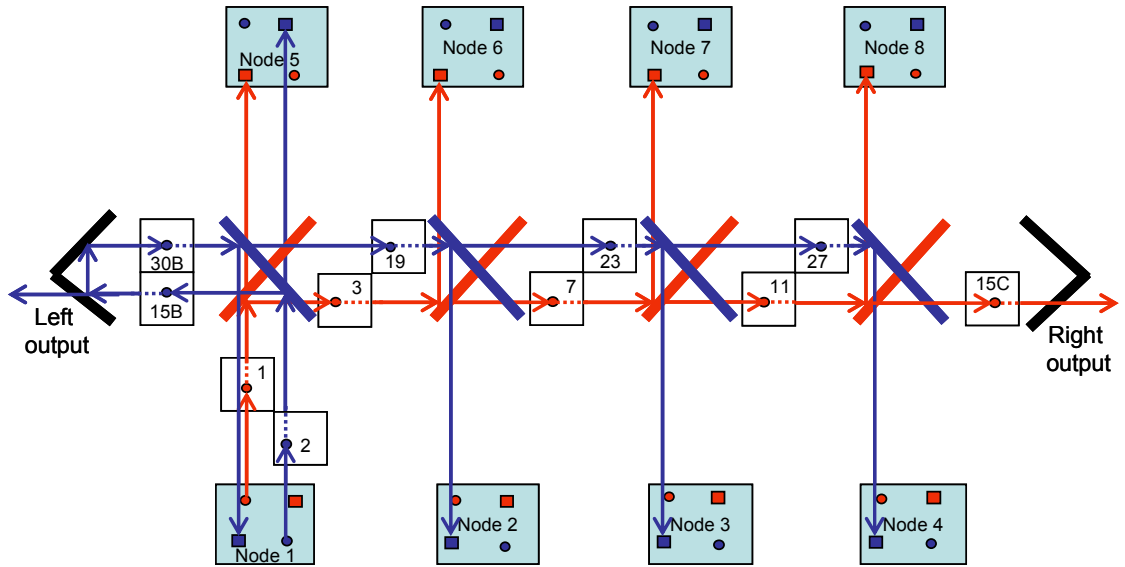 Node 5
Node 6
Node 7
Node 8
30B
19
23
27
15B
3
7
11
15C
Left
output
Right
output
1
2
Node 1
Node 2
Node 3
Node 4